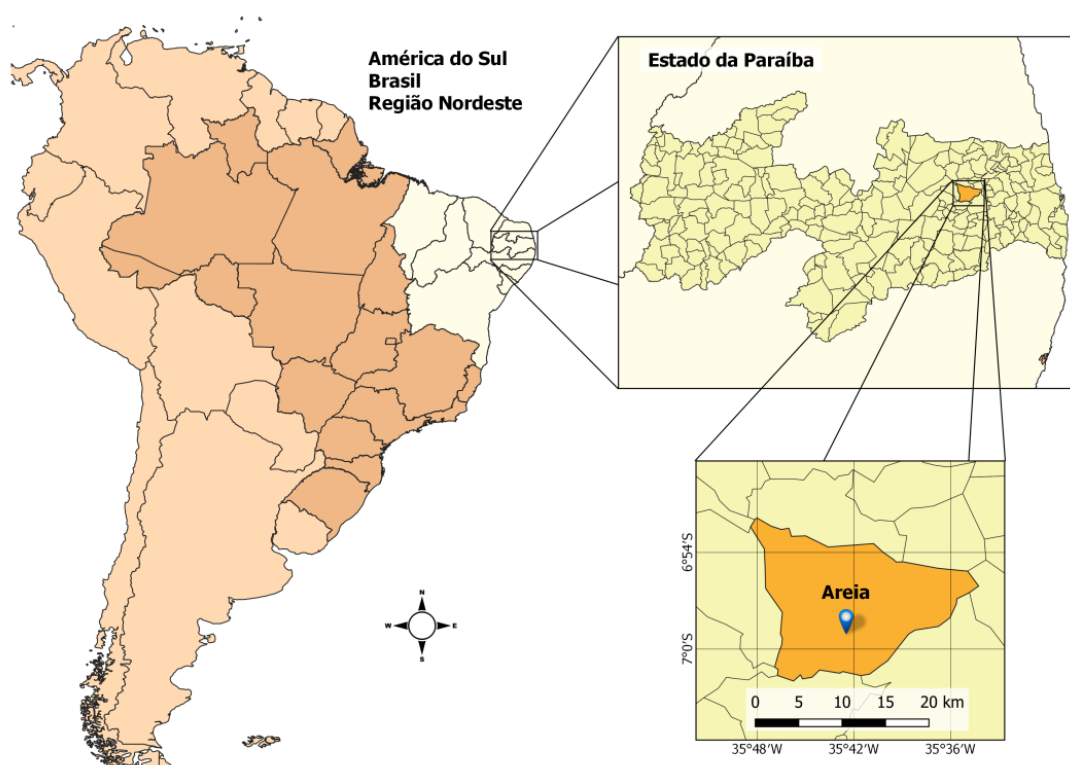 América do Sul
Brasil
Região Nordeste
Estado da Paraíba
N
W
E
S
6°54'S
7°0'S
Areia
0 5 10 15 20 km
35°48'W 35°42'W 35°36'W